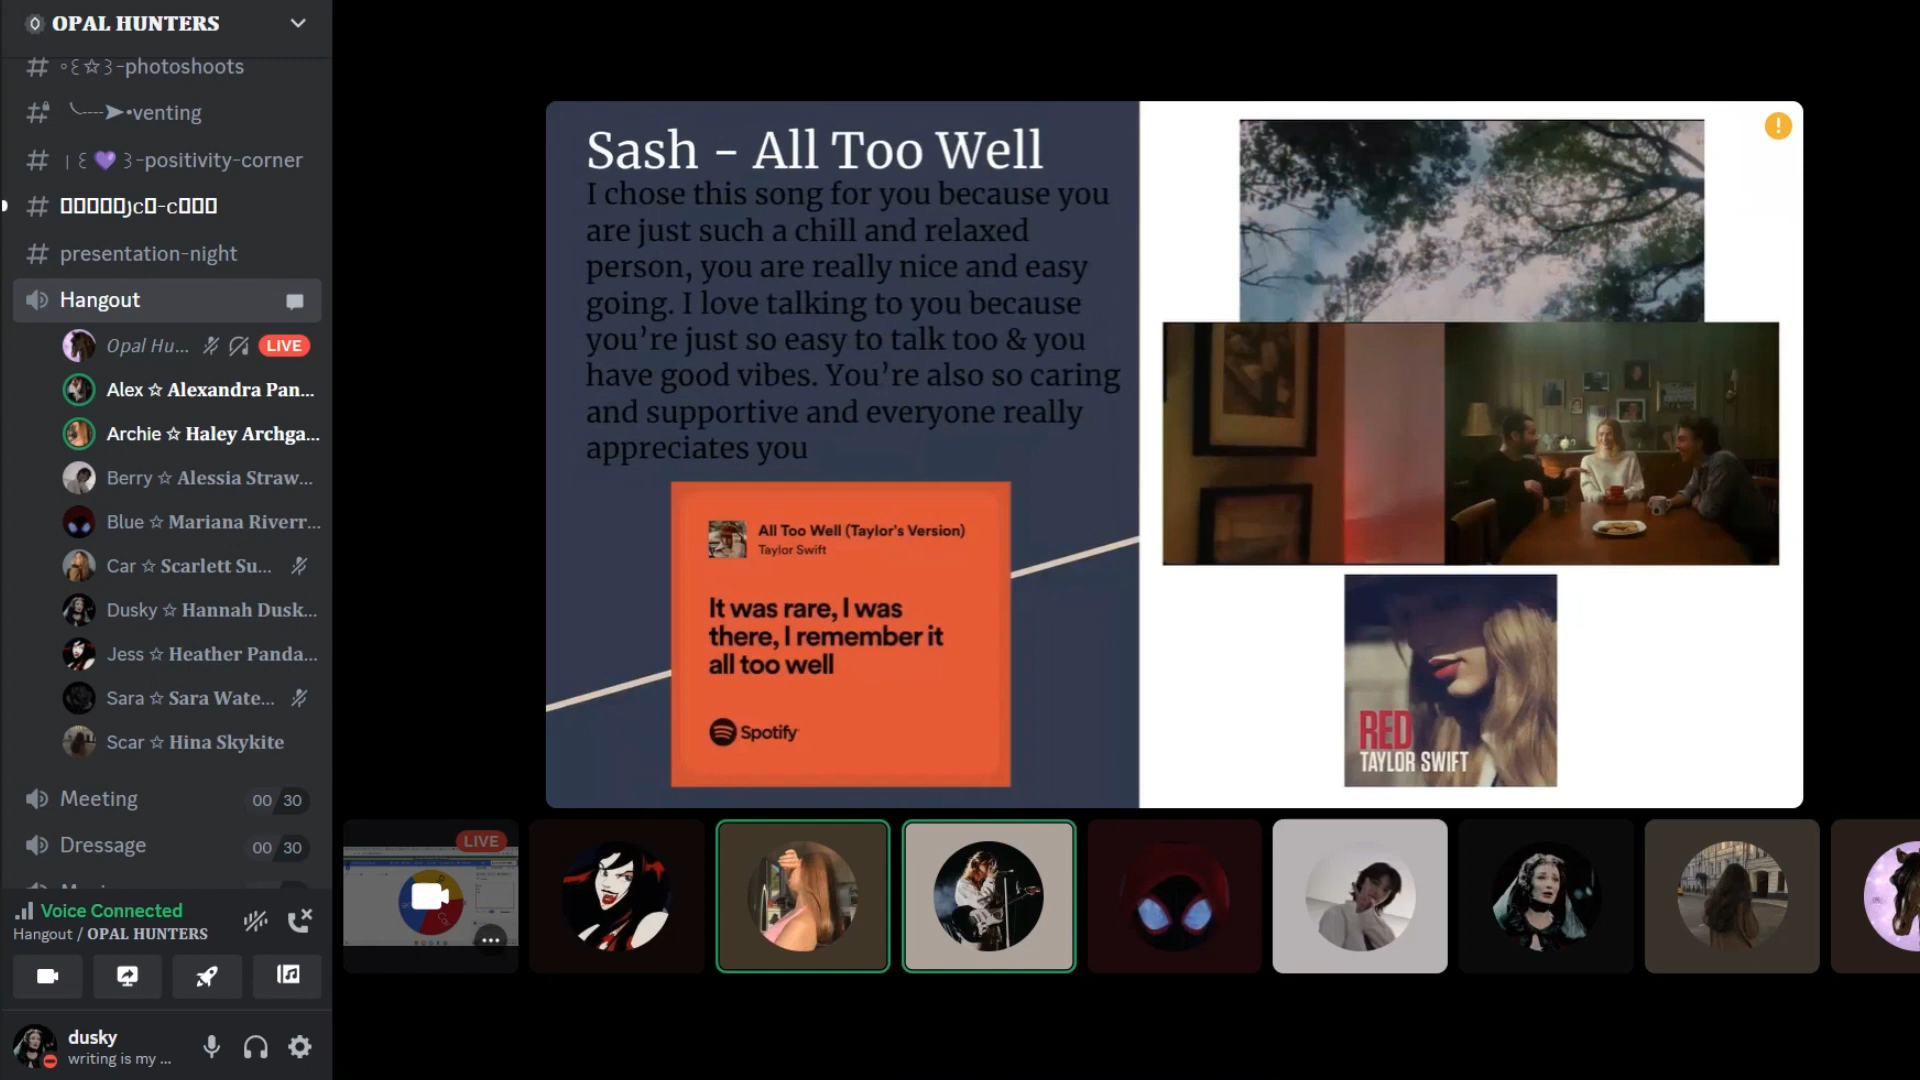 OPAL HUNTERS
-photoshoots
•venting
-positivity-corner
presentation-night
Hangout
Opal Hu... LIVE
Alex ☆ Alexandra Pan...
Archie ☆ Haley Archga...
Berry ☆ Alessia Straw...
Blue ☆ Mariana Riverr...
Car ☆ Scarlett Su...
Dusky ☆ Hannah Dusk...
Jess ☆ Heather Panda...
Sara ☆ Sara Wate...
Scar ☆ Hina Skykite
Meeting 00 30
Dressage 00 30
Voice Connected
Hangout / OPAL HUNTERS
dusky
writing is my ...
Sash - All Too Well
I chose this song for you because you
are just such a chill and relaxed
person, you are really nice and easy
going. I love talking to you because
you're just so easy to talk too & you
have good vibes. You're also so caring
and supportive and everyone really
appreciates you
All Too Well (Taylor's Version)
Taylor Swift
It was rare, I was
there, I remember it
all too well
Spotify
RED
TAYLOR SWIFT
LIVE